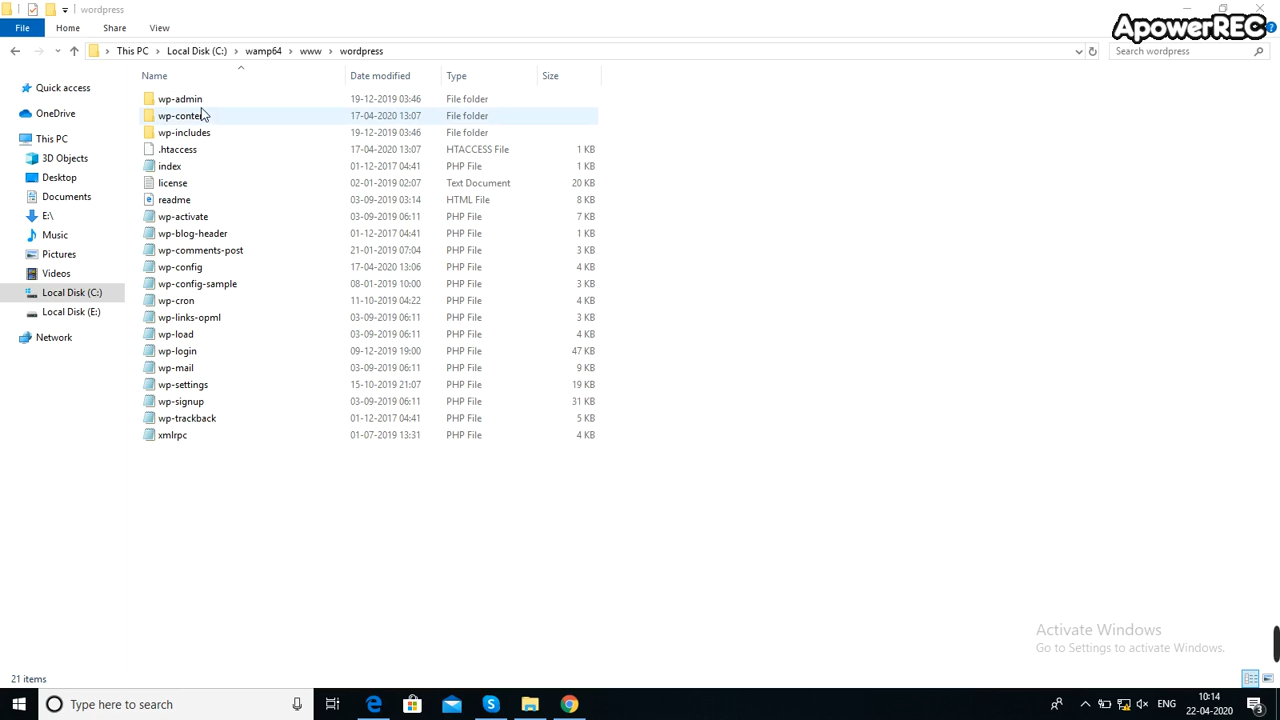 wordpress
ApowerREC
File Home Share View
This PC Local Disk (C:) wamp64 www wordpress
Search wordpress
Name Date modified Type Size
Quick access
OneDrive
This PC
3D Objects
Desktop
Documents
E:\
Music
Pictures
Videos
Local Disk (C:)
Local Disk (E:)
Network
wp-admin 19-12-2019 03:46 File folder
wp-content 17-04-2020 13:07 File folder
wp-includes 19-12-2019 03:46 File folder
.htaccess 17-04-2020 13:07 HTACCESS File 1 KB
index 01-12-2017 04:41 PHP File 1 KB
license 02-01-2019 02:07 Text Document 20 KB
readme 03-09-2019 03:14 HTML File 8 KB
wp-activate 03-09-2019 06:11 PHP File 7 KB
wp-blog-header 01-12-2017 04:41 PHP File 1 KB
wp-comments-post 21-01-2019 07:04 PHP File 3 KB
wp-config 17-04-2020 13:06 PHP File 4 KB
wp-config-sample 08-01-2019 10:00 PHP File 3 KB
wp-cron 11-10-2019 04:22 PHP File 4 KB
wp-links-opml 03-09-2019 06:11 PHP File 3 KB
wp-load 03-09-2019 06:11 PHP File 4 KB
wp-login 09-12-2019 19:00 PHP File 47 KB
wp-mail 03-09-2019 06:11 PHP File 9 KB
wp-settings 15-10-2019 21:07 PHP File 19 KB
wp-signup 03-09-2019 06:11 PHP File 31 KB
wp-trackback 01-12-2017 04:41 PHP File 5 KB
xmlrpc 01-07-2019 13:31 PHP File 4 KB
Activate Windows
Go to Settings to activate Windows.
21 items
Type here to search
ENG
10:14
22-04-2020
3